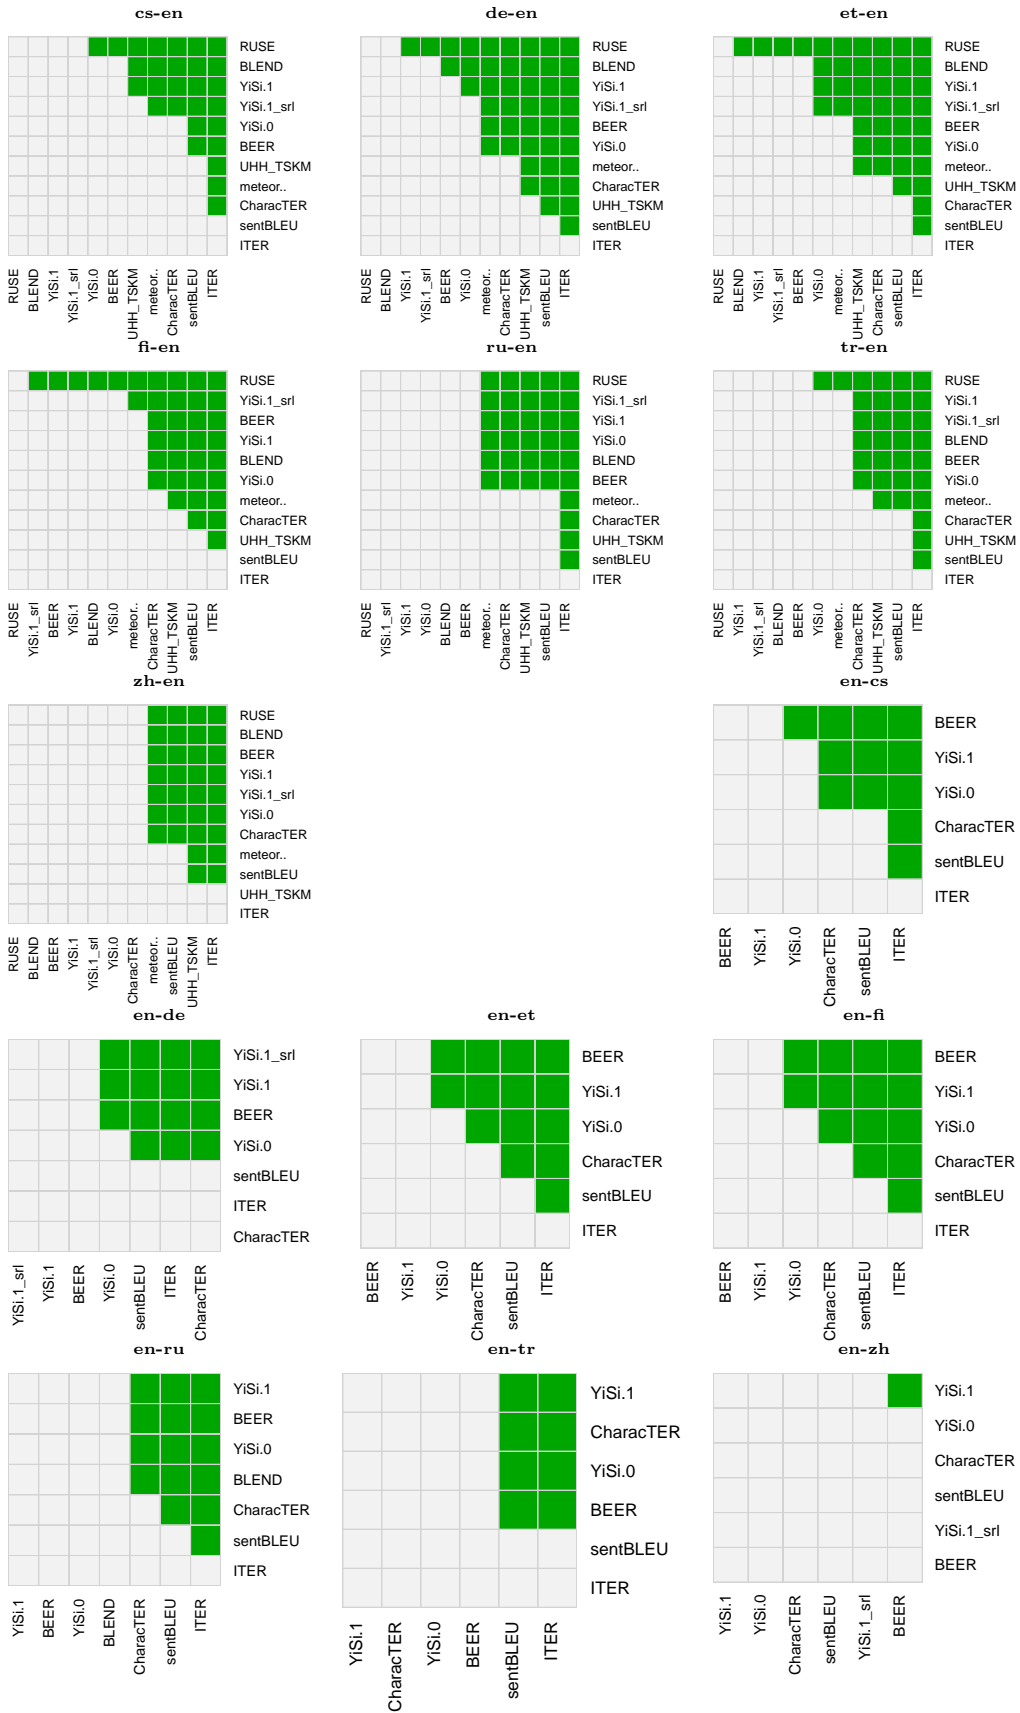 cs-en
RUSE
BLEND
YiSi.1
YiSi.1_srl
YiSi.0
BEER
UHH_TSKM
meteor..
CharacTER
sentBLEU
ITER
RUSE
BLEND
YiSi.1
YiSi.1_srl
YiSi.0
BEER
UHH_TSKM
meteor..
CharacTER
sentBLEU
ITER
de-en
RUSE
BLEND
YiSi.1
YiSi.1_srl
BEER
YiSi.0
meteor..
CharacTER
UHH_TSKM
sentBLEU
ITER
RUSE
BLEND
YiSi.1
YiSi.1_srl
BEER
YiSi.0
meteor..
CharacTER
UHH_TSKM
sentBLEU
ITER
et-en
RUSE
BLEND
YiSi.1
YiSi.1_srl
BEER
YiSi.0
meteor..
UHH_TSKM
CharacTER
sentBLEU
ITER
RUSE
BLEND
YiSi.1
YiSi.1_srl
BEER
YiSi.0
meteor..
UHH_TSKM
CharacTER
sentBLEU
ITER
fi-en
RUSE
YiSi.1_srl
BEER
YiSi.1
BLEND
YiSi.0
meteor..
CharacTER
UHH_TSKM
sentBLEU
ITER
RUSE
YiSi.1_srl
BEER
YiSi.1
BLEND
YiSi.0
meteor..
CharacTER
UHH_TSKM
sentBLEU
ITER
ru-en
RUSE
YiSi.1_srl
YiSi.1
YiSi.0
BLEND
BEER
meteor..
CharacTER
UHH_TSKM
sentBLEU
ITER
RUSE
YiSi.1_srl
YiSi.1
YiSi.0
BLEND
BEER
meteor..
CharacTER
UHH_TSKM
sentBLEU
ITER
tr-en
RUSE
YiSi.1
YiSi.1_srl
BLEND
BEER
YiSi.0
meteor..
CharacTER
UHH_TSKM
sentBLEU
ITER
RUSE
YiSi.1
YiSi.1_srl
BLEND
BEER
YiSi.0
meteor..
CharacTER
UHH_TSKM
sentBLEU
ITER
zh-en
RUSE
BLEND
BEER
YiSi.1
YiSi.1_srl
YiSi.0
CharacTER
meteor..
sentBLEU
UHH_TSKM
ITER
RUSE
BLEND
BEER
YiSi.1
YiSi.1_srl
YiSi.0
CharacTER
meteor..
sentBLEU
UHH_TSKM
ITER
en-cs
BEER
YiSi.1
YiSi.0
CharacTER
sentBLEU
ITER
BEER
YiSi.1
YiSi.0
CharacTER
sentBLEU
ITER
en-de
YiSi.1_srl
YiSi.1
BEER
YiSi.0
sentBLEU
ITER
CharacTER
YiSi.1_srl
YiSi.1
BEER
YiSi.0
sentBLEU
ITER
CharacTER
en-et
BEER
YiSi.1
YiSi.0
CharacTER
sentBLEU
ITER
BEER
YiSi.1
YiSi.0
CharacTER
sentBLEU
ITER
en-fi
BEER
YiSi.1
YiSi.0
CharacTER
sentBLEU
ITER
BEER
YiSi.1
YiSi.0
CharacTER
sentBLEU
ITER
en-ru
YiSi.1
BEER
YiSi.0
BLEND
CharacTER
sentBLEU
ITER
YiSi.1
BEER
YiSi.0
BLEND
CharacTER
sentBLEU
ITER
en-tr
YiSi.1
CharacTER
YiSi.0
BEER
sentBLEU
ITER
YiSi.1
CharacTER
YiSi.0
BEER
sentBLEU
ITER
en-zh
YiSi.1
YiSi.0
CharacTER
sentBLEU
YiSi.1_srl
BEER
YiSi.1
YiSi.0
CharacTER
sentBLEU
YiSi.1_srl
BEER